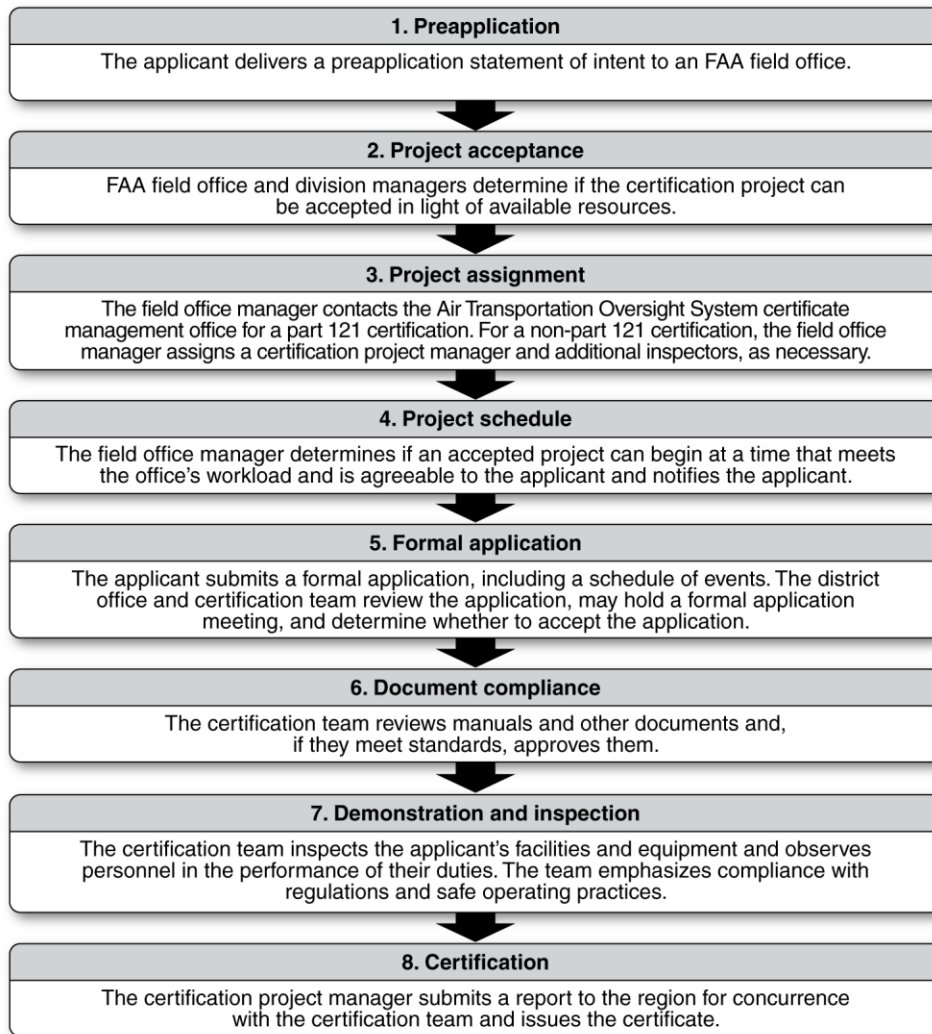 1. Preapplication
The applicant delivers a preapplication statement of intent to an FAA field office.
2. Project acceptance
FAA field office and division managers determine if the certification project can
be accepted in light of available resources.
3. Project assignment
The field office manager contacts the Air Transportation Oversight System certificate
management office for a part 121 certification. For a non-part 121 certification, the field office
manager assigns a certification project manager and additional inspectors, as necessary.
4. Project schedule
The field office manager determines if an accepted project can begin at a time that meets
the office's workload and is agreeable to the applicant and notifies the applicant.
5. Formal application
The applicant submits a formal application, including a schedule of events. The district
office and certification team review the application, may hold a formal application
meeting, and determine whether to accept the application.
6. Document compliance
The certification team reviews manuals and other documents and,
if they meet standards, approves them.
7. Demonstration and inspection
The certification team inspects the applicant's facilities and equipment and observes
personnel in the performance of their duties. The team emphasizes compliance with
regulations and safe operating practices.
8. Certification
The certification project manager submits a report to the region for concurrence
with the certification team and issues the certificate.